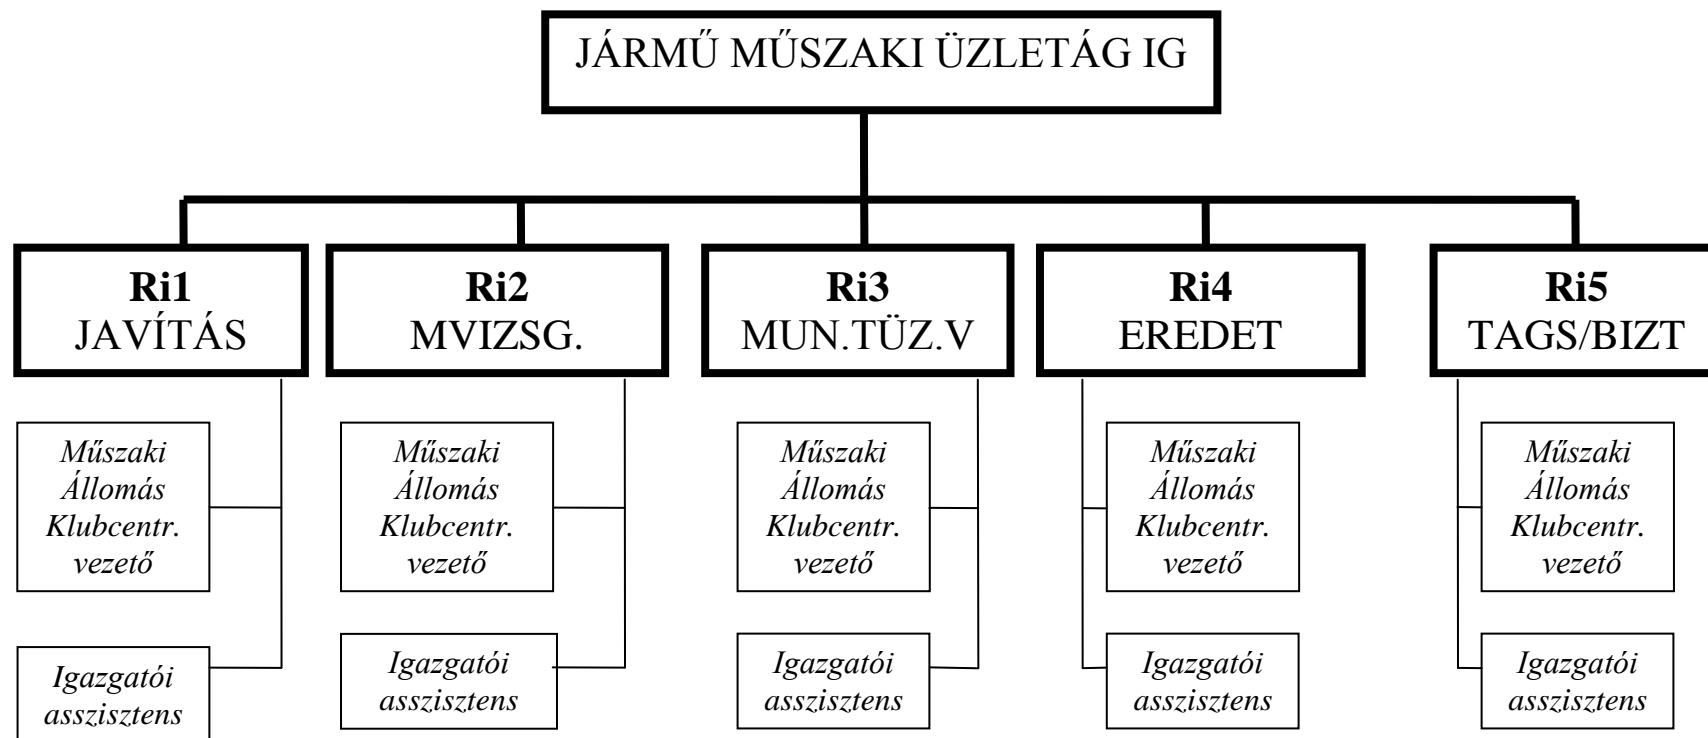 JÁRMŰ MŰSZAKI ÜZLETÁG IG
Ri1
JAVÍTÁS
Ri2
MVIZSG.
Ri3
MUN.TÜZ.V
Ri4
EREDET
Ri5
TAGS/BIZT
Műszaki
Állomás
Klubcentr.
vezető
Műszaki
Állomás
Klubcentr.
vezető
Műszaki
Állomás
Klubcentr.
vezető
Műszaki
Állomás
Klubcentr.
vezető
Műszaki
Állomás
Klubcentr.
vezető
Igazgatói
asszisztens
Igazgatói
asszisztens
Igazgatói
asszisztens
Igazgatói
asszisztens
Igazgatói
asszisztens